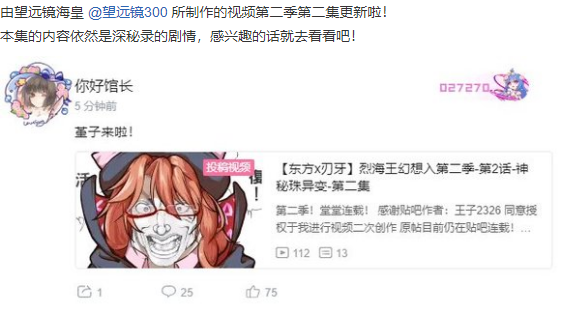 由望远镜海皇 @望远镜300 所制作的视频第二季第二集更新啦！
本集的内容依然是深秘录的剧情，感兴趣的话就去看看吧！
你好馆长
027270
5 分钟前
堇子来啦！
投稿视频
活
復
！
【东方x刃牙】烈海王幻想入第二季-第2话-神
秘珠异变-第二集
第二季！堂堂连载！ 感谢贴吧作者：王子2326 同意授
权于我进行视频二次创作 原帖目前仍在贴吧连载！...
112
13
1
25
75